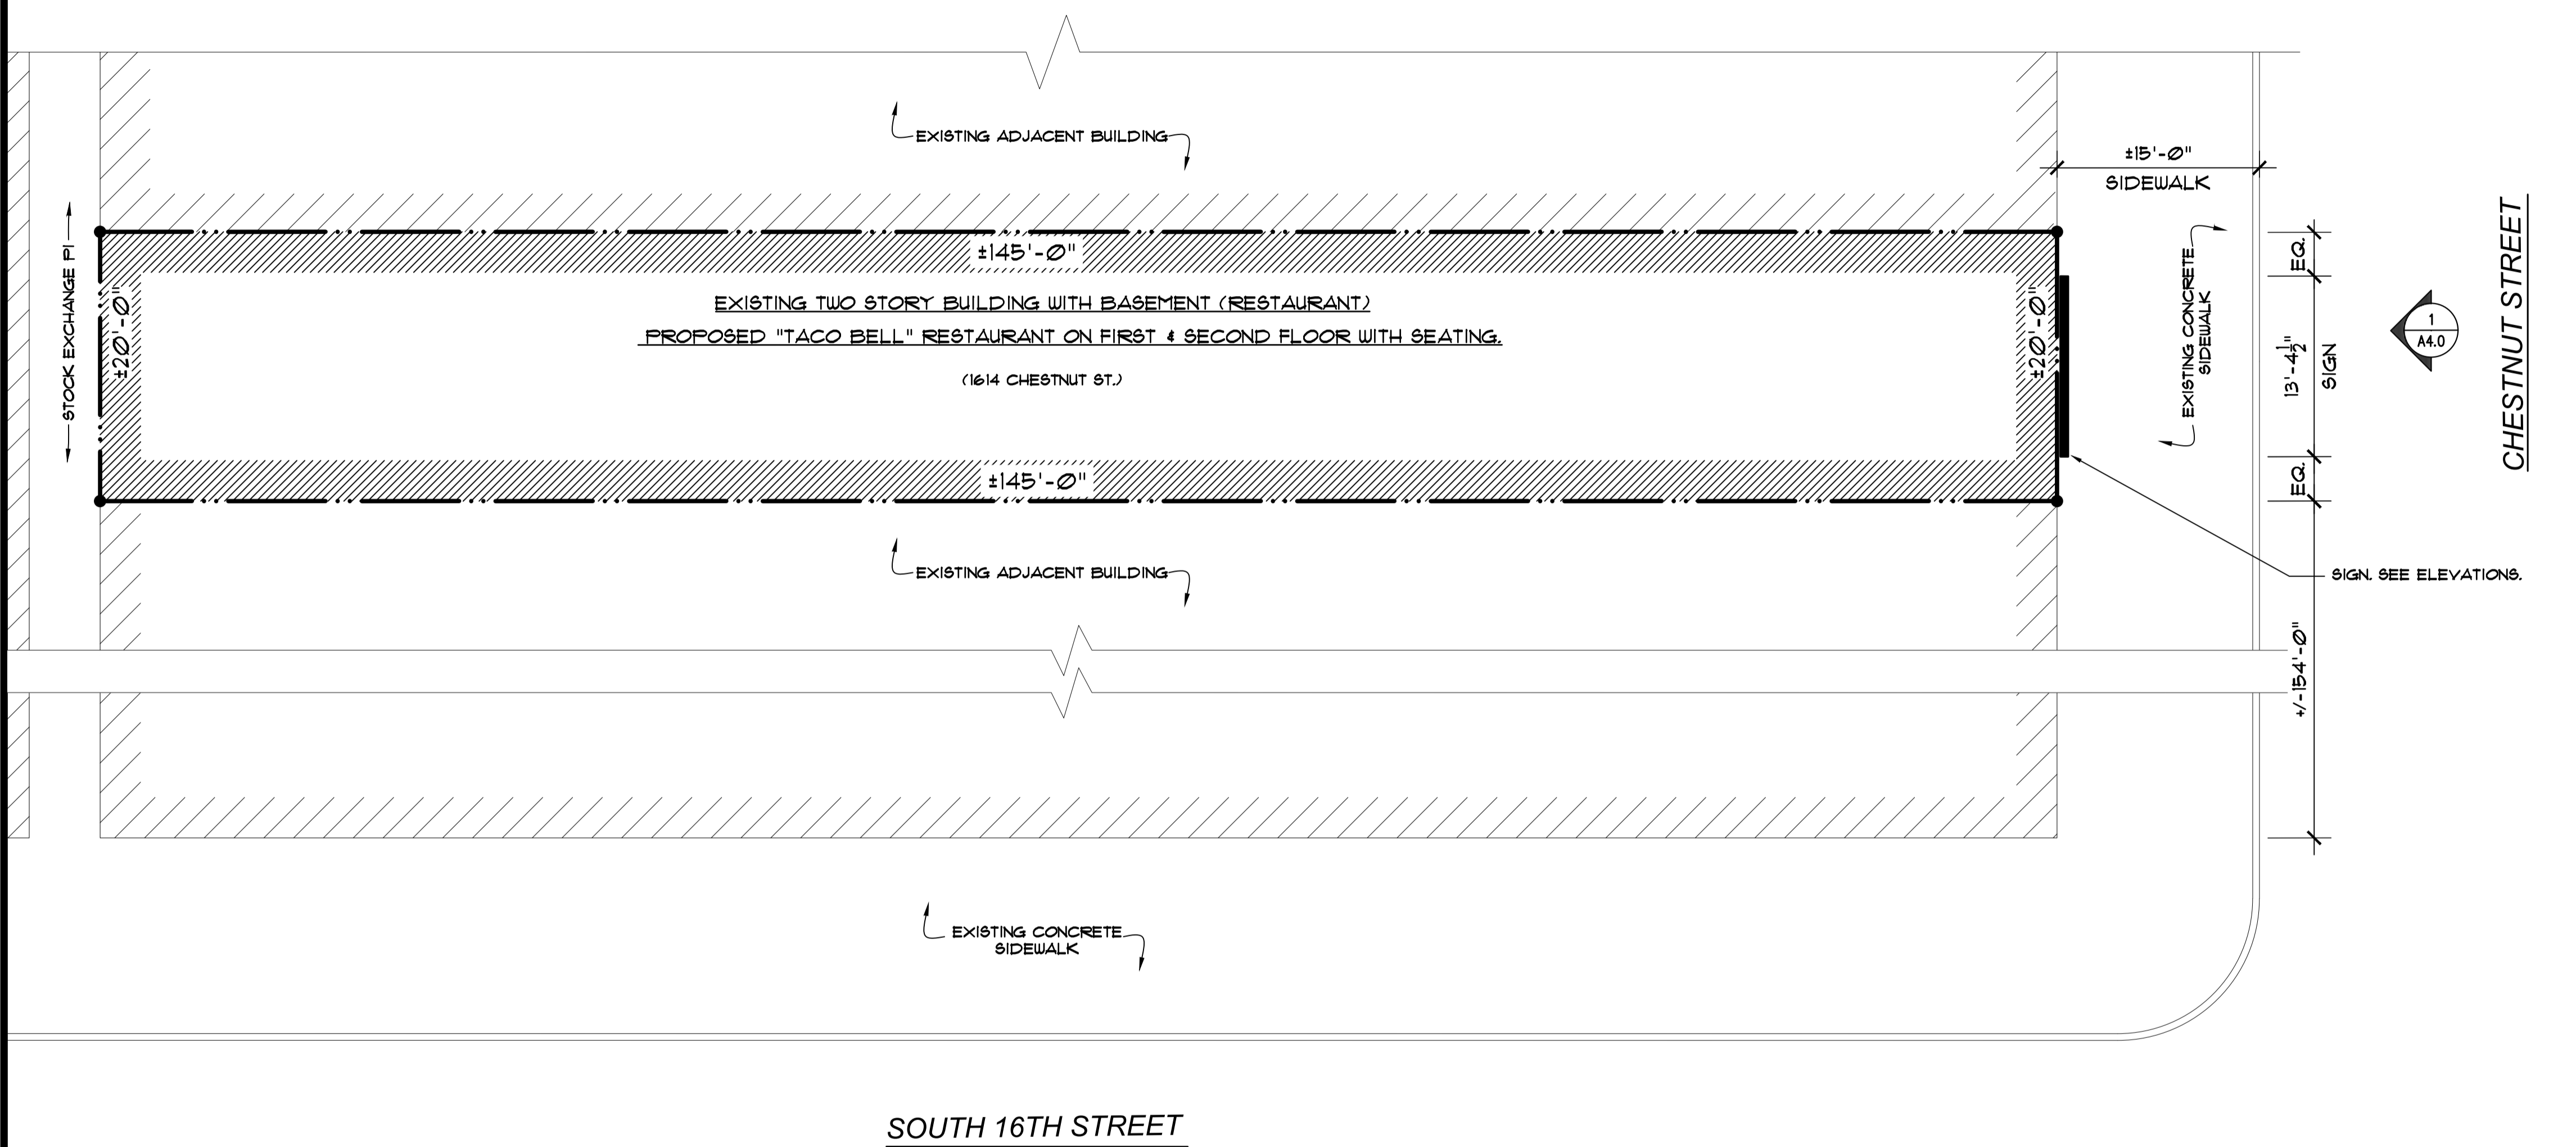 EXISTING ADJACENT BUILDING
±15'-0"
SIDEWALK
STOCK EXCHANGE Pl
±145'-0"
±20'-0"
EXISTING TWO STORY BUILDING WITH BASEMENT (RESTAURANT)
PROPOSED "TACO BELL" RESTAURANT ON FIRST & SECOND FLOOR WITH SEATING.
(1614 CHESTNUT ST.)
±20'-0"
±145'-0"
EXISTING CONCRETE
SIDEWALK
EQ.
13'-4 1/2"
SIGN
EQ.
1
A4.0
CHESTNUT STREET
EXISTING ADJACENT BUILDING
SIGN. SEE ELEVATIONS.
+/-154'-0"
EXISTING CONCRETE
SIDEWALK
SOUTH 16TH STREET